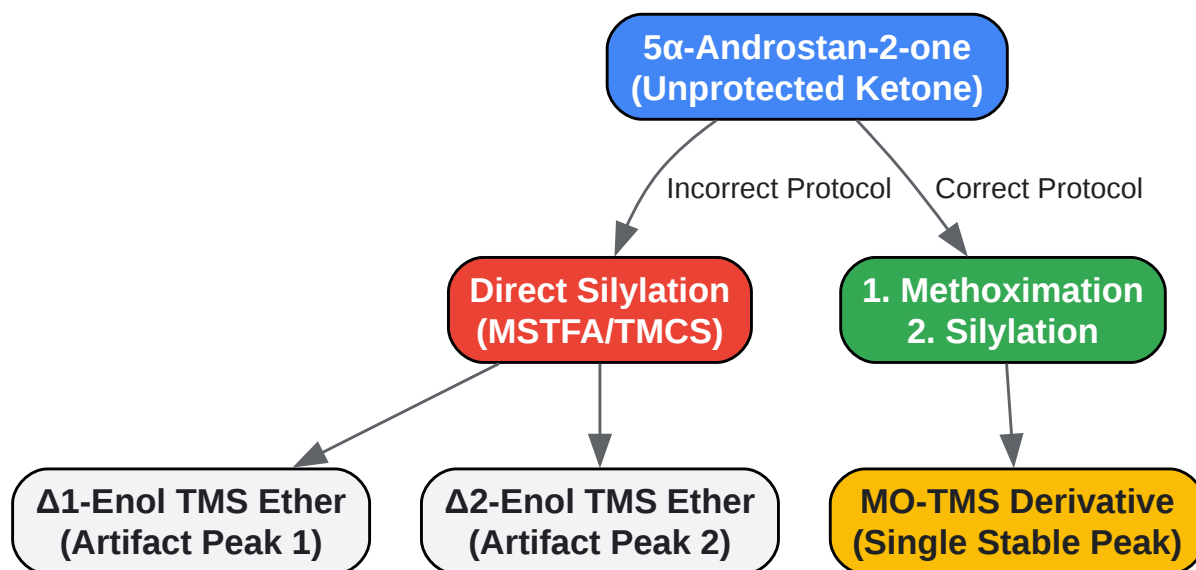 5α-Androstan-2-one
(Unprotected Ketone)
Incorrect Protocol
Correct Protocol
Direct Silylation
(MSTFA/TMCS)
1. Methoximation
2. Silylation
Δ1-Enol TMS Ether
(Artifact Peak 1)
Δ2-Enol TMS Ether
(Artifact Peak 2)
MO-TMS Derivative
(Single Stable Peak)